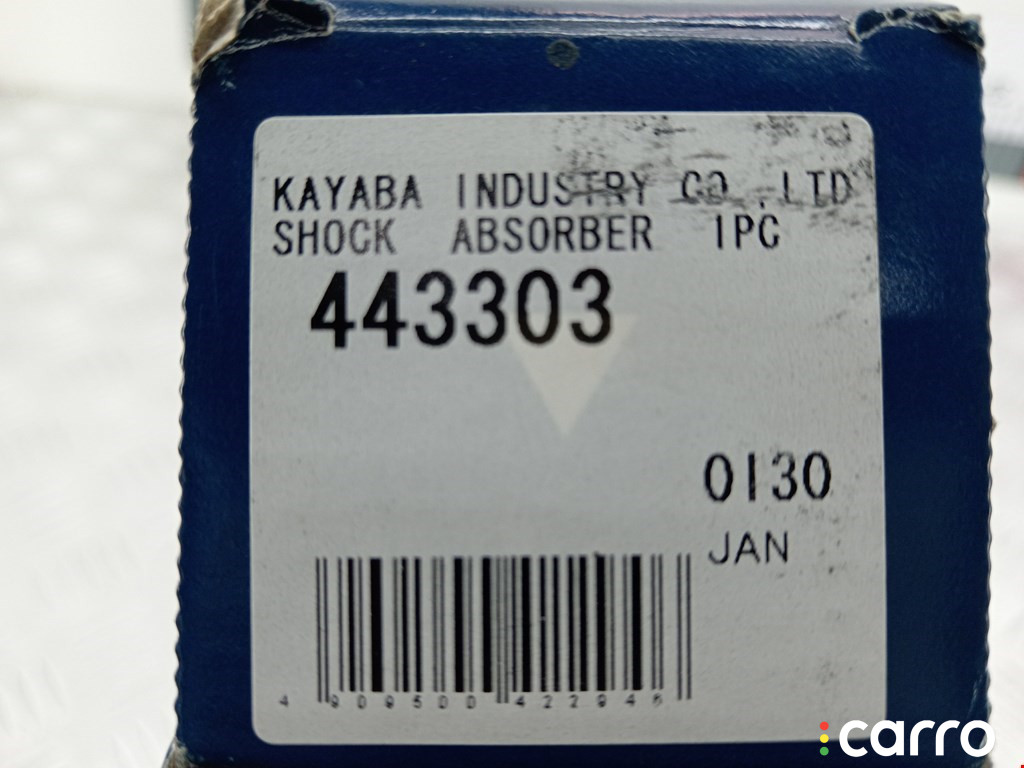 KAYABA INDUSTRY CO.,LTD
SHOCK ABSORBER 1PC
443303
0130
JAN
4 909500 422946
carro